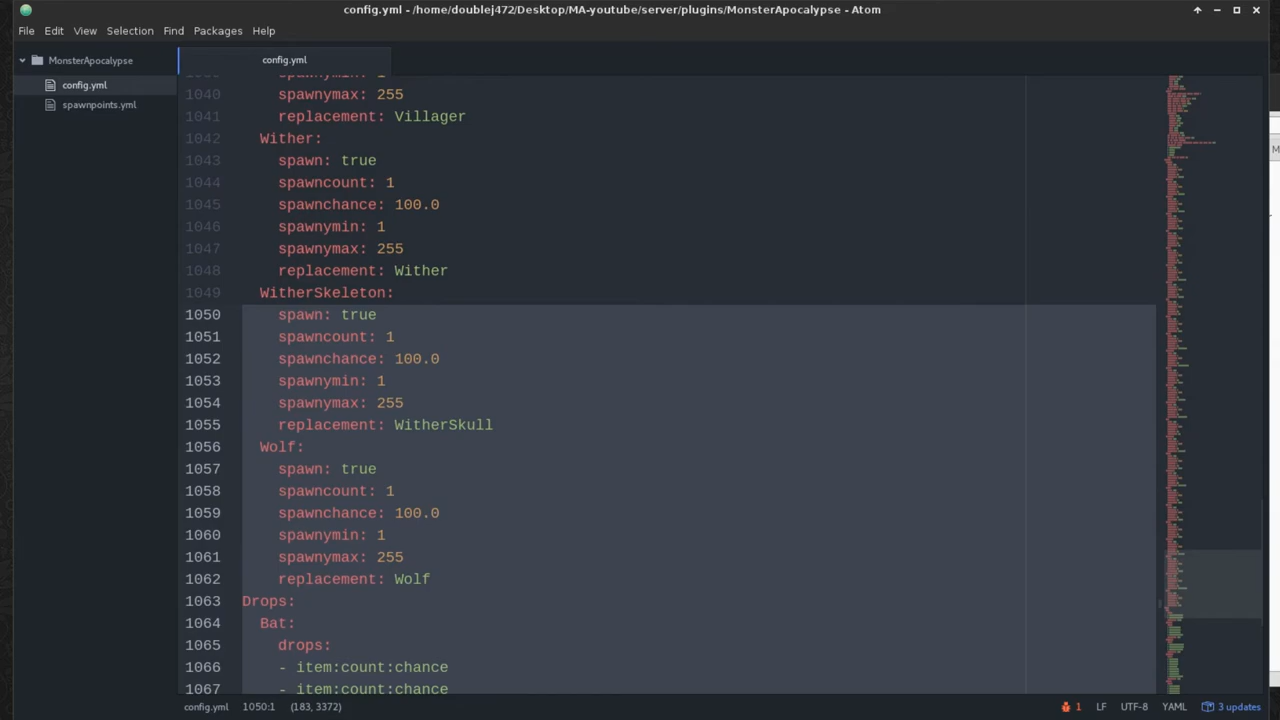 config.yml - /home/doublej472/Desktop/MA-youtube/server/plugins/MonsterApocalypse - Atom
File Edit View Selection Find Packages Help
MonsterApocalypse
config.yml
spawnpoints.yml
config.yml
1040 spawnymax: 255
1041 replacement: Villager
1042 Wither:
1043 spawn: true
1044 spawncount: 1
1045 spawnchance: 100.0
1046 spawnymin: 1
1047 spawnymax: 255
1048 replacement: Wither
1049 WitherSkeleton:
1050 spawn: true
1051 spawncount: 1
1052 spawnchance: 100.0
1053 spawnymin: 1
1054 spawnymax: 255
1055 replacement: WitherSkull
1056 Wolf:
1057 spawn: true
1058 spawncount: 1
1059 spawnchance: 100.0
1060 spawnymin: 1
1061 spawnymax: 255
1062 replacement: Wolf
1063 Drops:
1064 Bat:
1065 drops:
1066 - item:count:chance
1067 - item:count:chance
config.yml 1050:1 (183, 3372) 1 LF UTF-8 YAML 3 updates